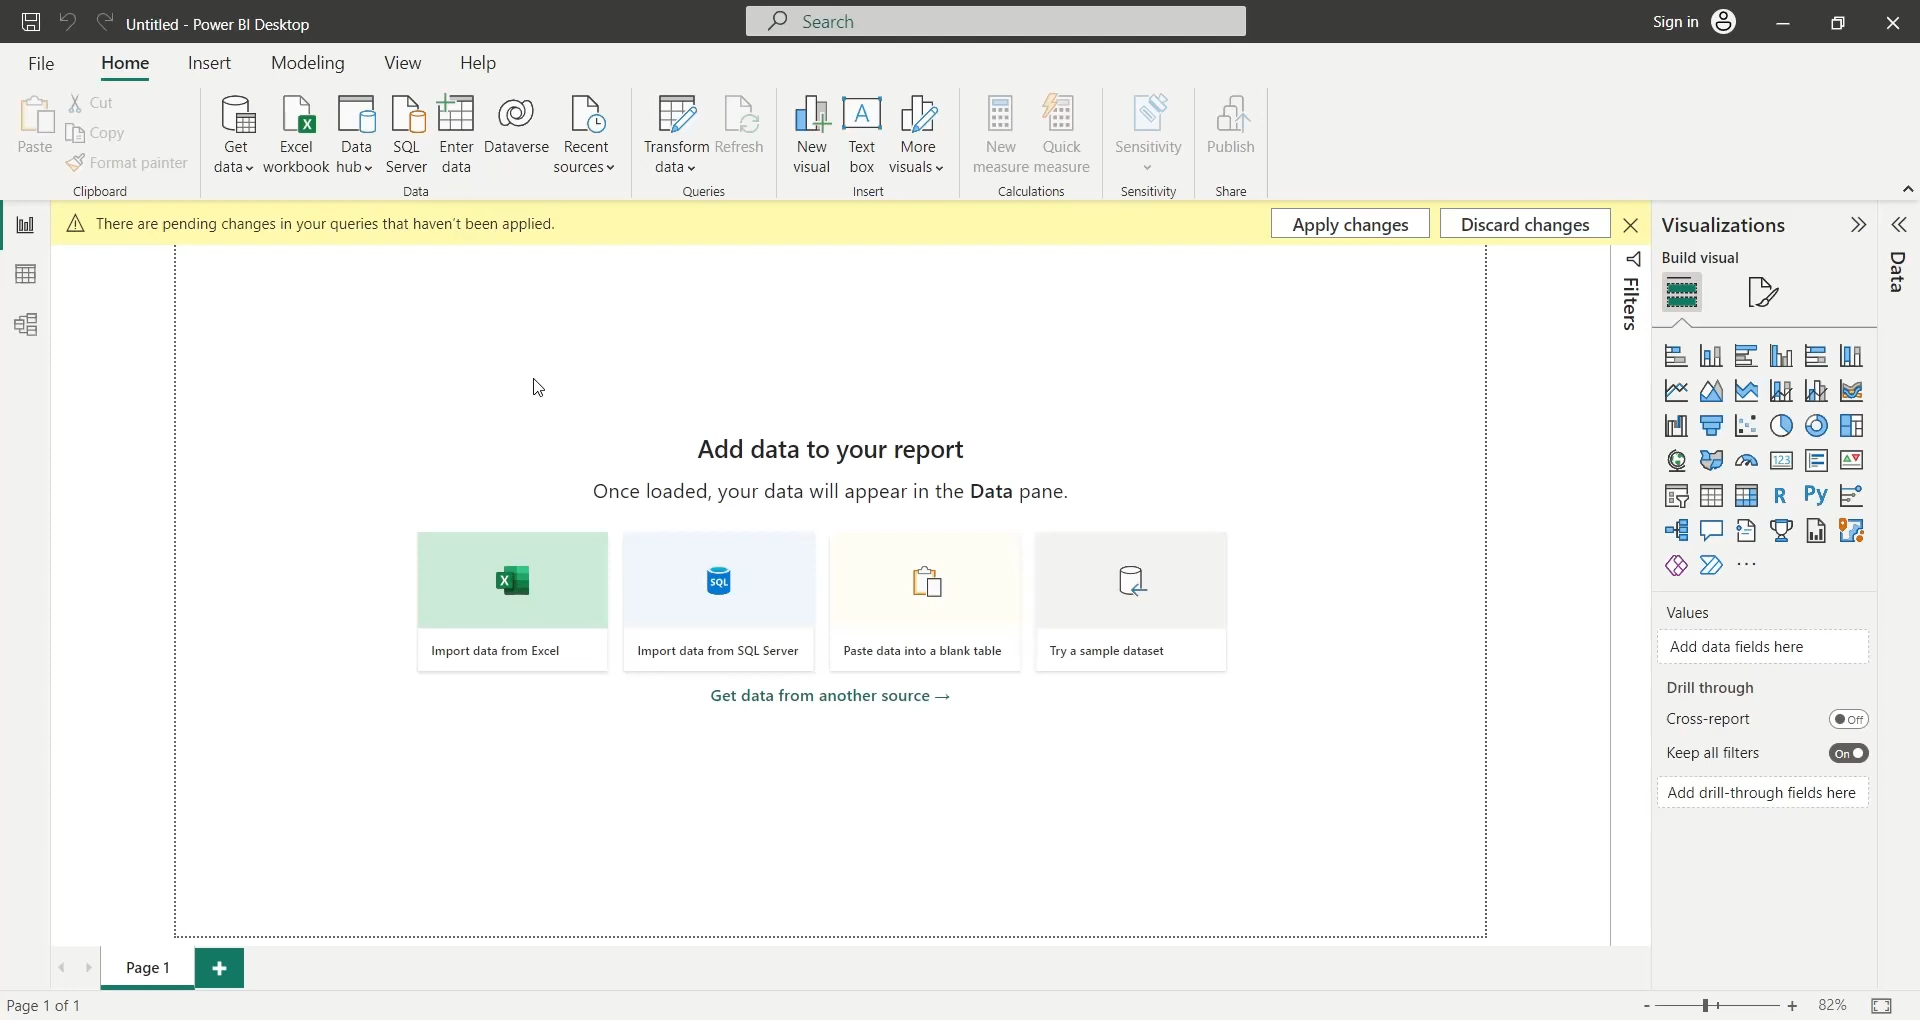 Untitled - Power BI Desktop
Search
Sign in
File
Home
Insert
Modeling
View
Help
Paste
Cut
Copy
Format painter
Clipboard
Get data
Excel workbook
Data hub
SQL Server
Enter data
Dataverse
Recent sources
Data
Transform data
Refresh
Queries
New visual
Text box
More visuals
Insert
New measure
Quick measure
Calculations
Sensitivity
Sensitivity
Publish
Share
There are pending changes in your queries that haven't been applied.
Apply changes
Discard changes
Filters
Visualizations
Build visual
Data
123
R
Py
Add data to your report
Once loaded, your data will appear in the Data pane.
X
SQL
Import data from Excel
Import data from SQL Server
Paste data into a blank table
Try a sample dataset
Get data from another source →
Values
Add data fields here
Drill through
Cross-report
Off
Keep all filters
On
Add drill-through fields here
Page 1
+
Page 1 of 1
- + 82%